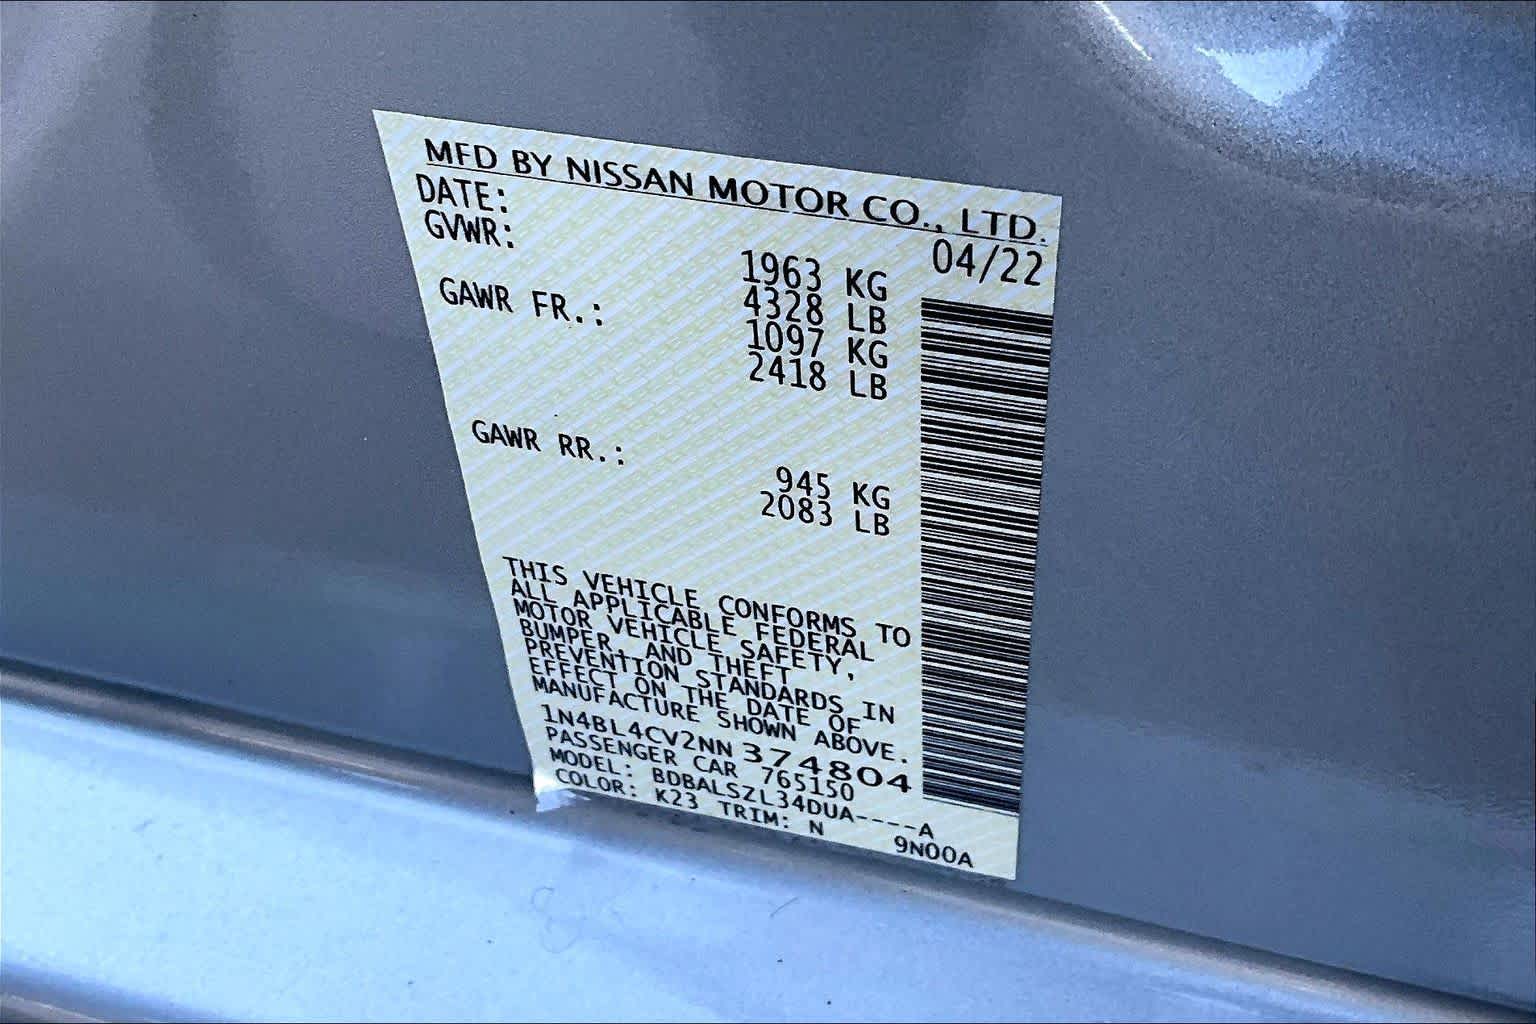 MFD BY NISSAN MOTOR CO., LTD.
DATE: 04/22
GVWR: 1963 KG
4328 LB
GAWR FR.: 1097 KG
2418 LB
GAWR RR.: 945 KG
2083 LB
THIS VEHICLE CONFORMS TO
ALL APPLICABLE FEDERAL
MOTOR VEHICLE SAFETY,
BUMPER, AND THEFT
PREVENTION STANDARDS IN
EFFECT ON THE DATE OF
MANUFACTURE SHOWN ABOVE.
1N4BL4CV2NN374804
PASSENGER CAR 765150
MODEL: BDBALSZL34DUA----A
COLOR: K23 TRIM: N 9N00A